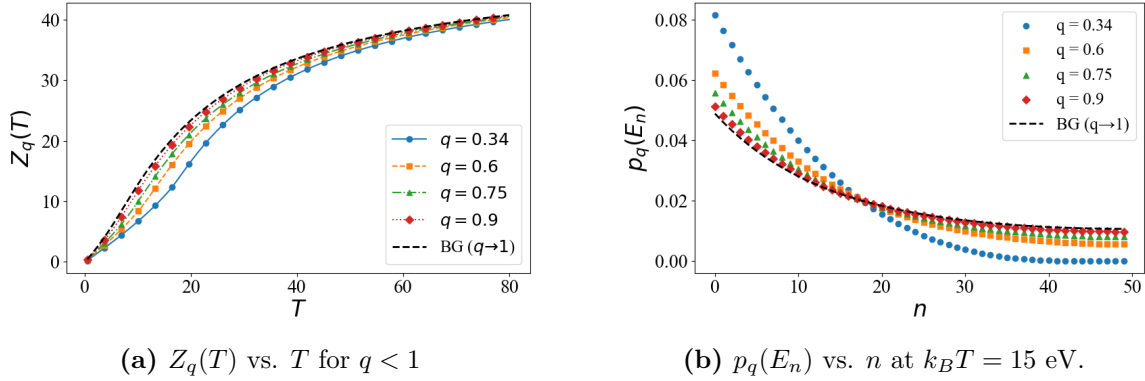 Z_q(T)
40
30
20
10
0
0 20 40 60 80
T
q = 0.34
q = 0.6
q = 0.75
q = 0.9
BG (q→1)
(a) Z_q(T) vs. T for q < 1
p_q(E_n)
0.08
0.06
0.04
0.02
0.00
0 10 20 30 40 50
n
q = 0.34
q = 0.6
q = 0.75
q = 0.9
BG (q→1)
(b) p_q(E_n) vs. n at k_BT = 15 eV.